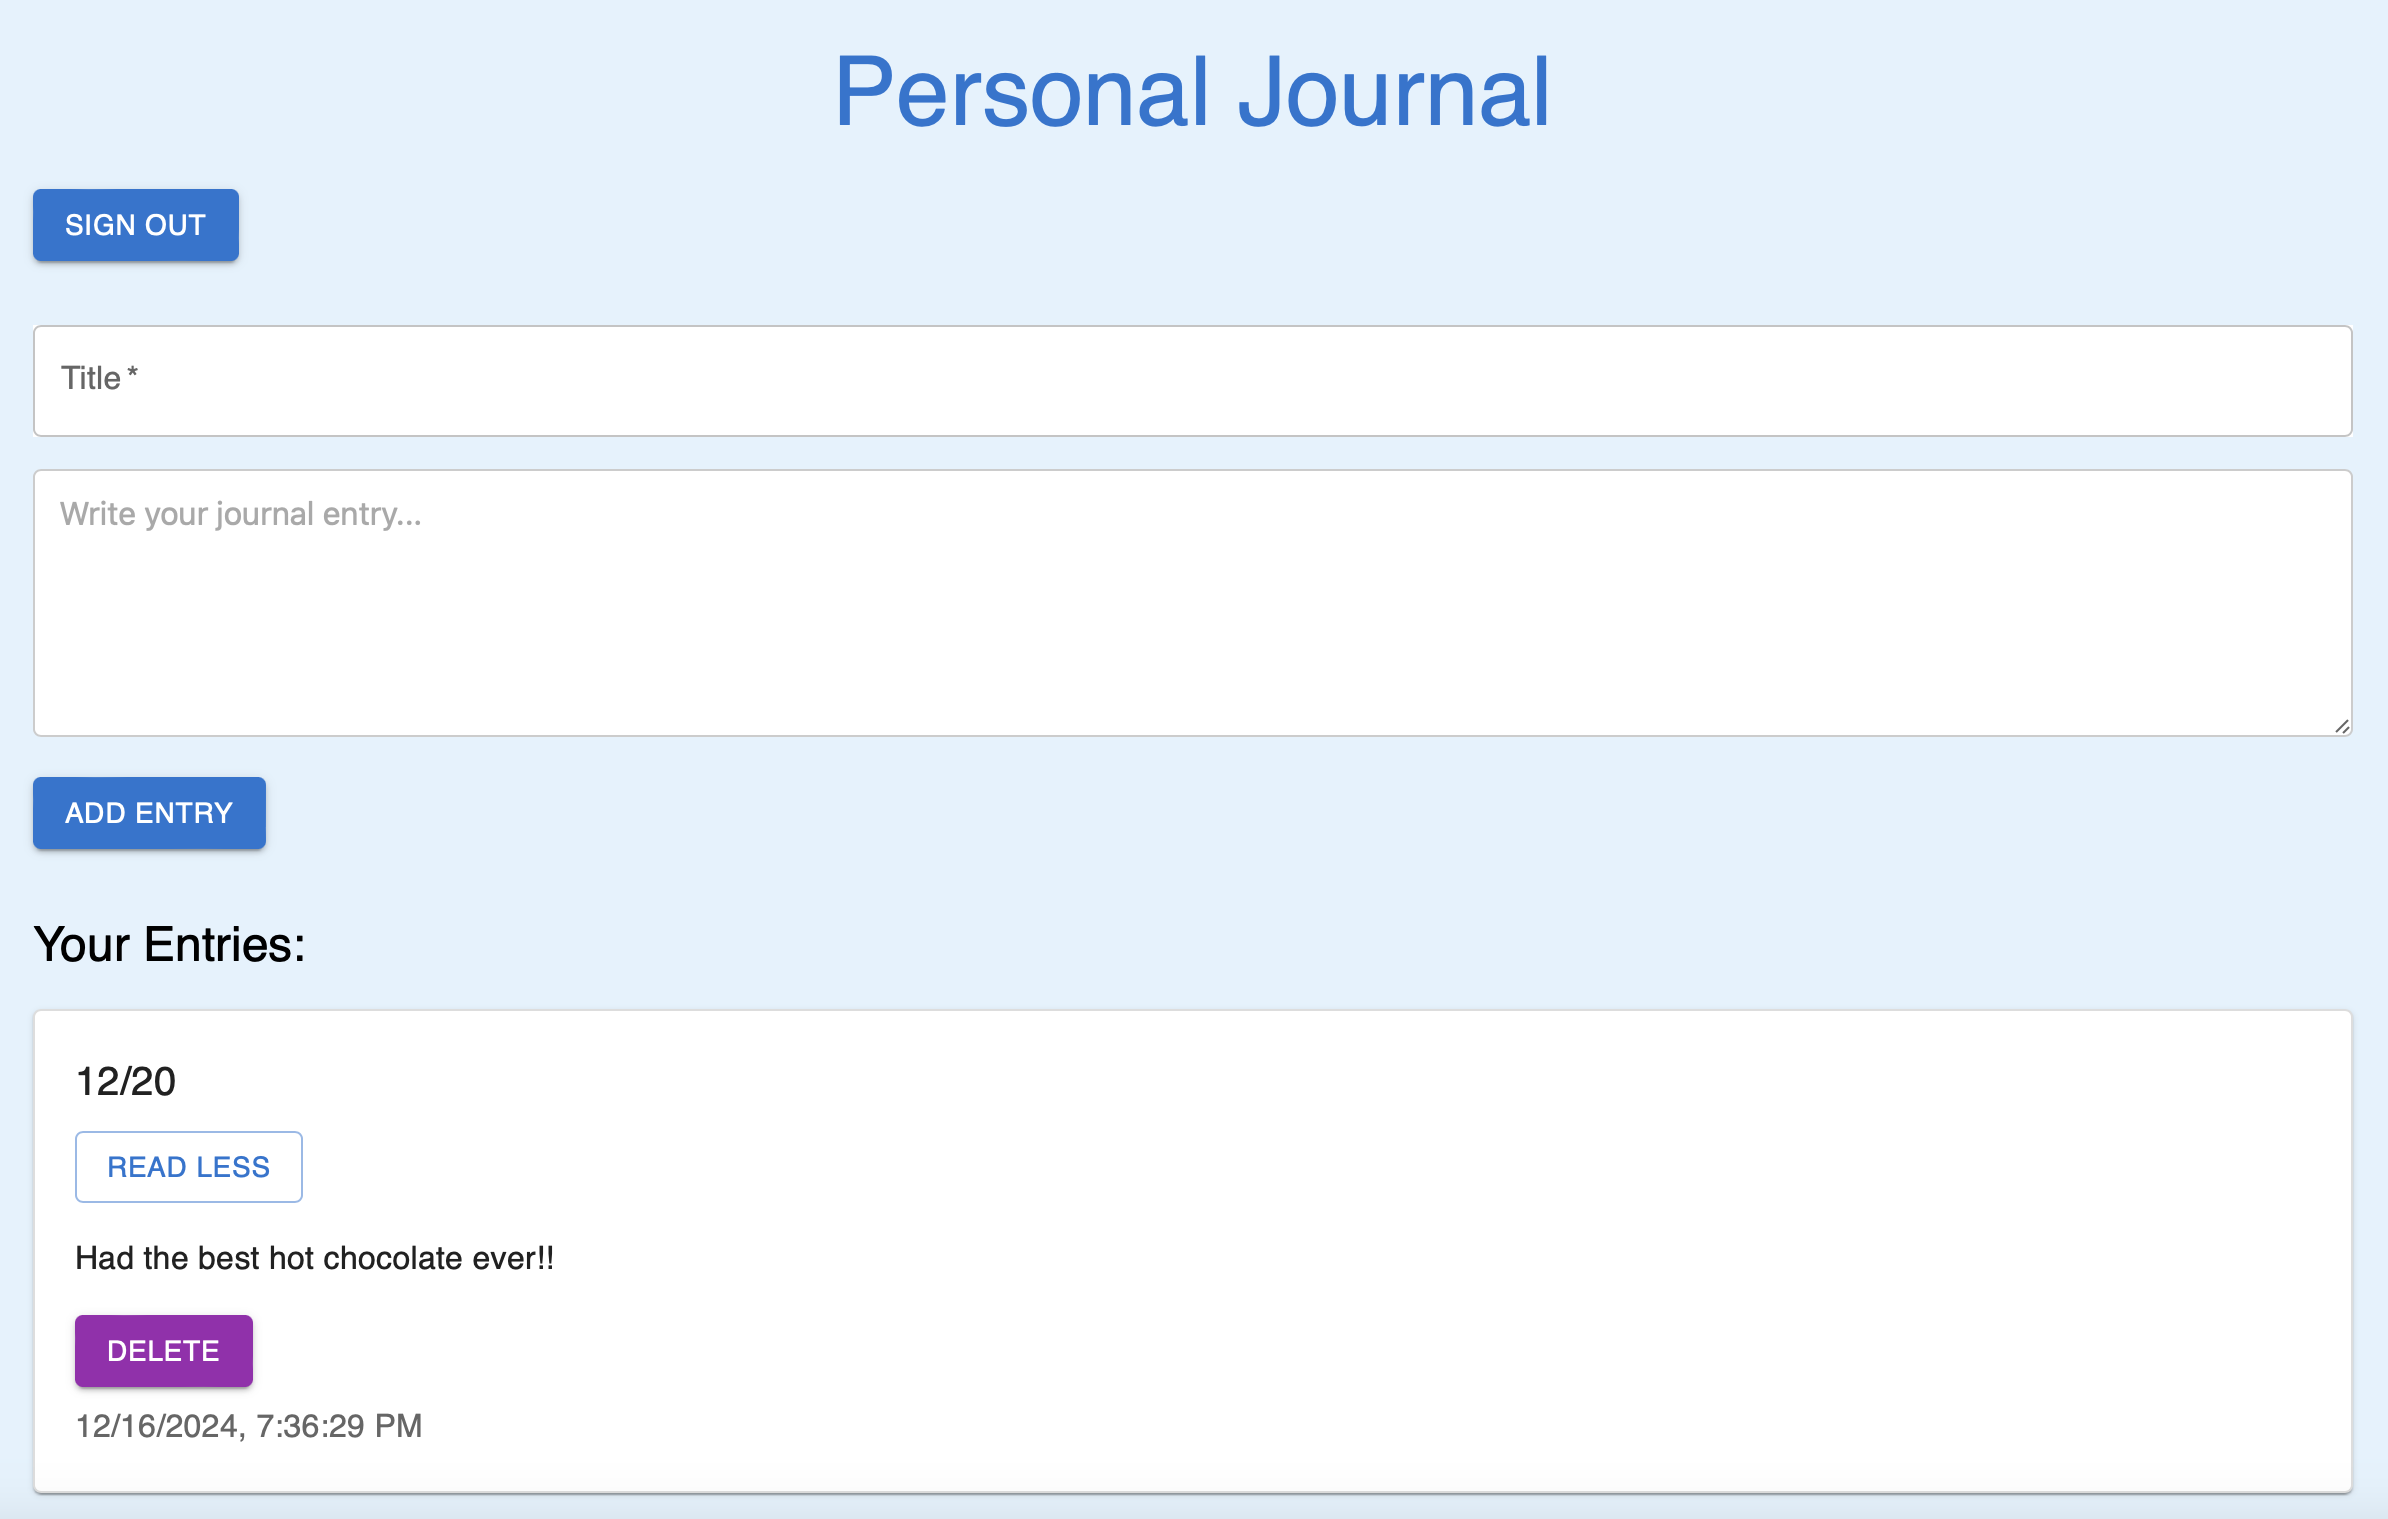 Personal Journal
SIGN OUT
Title *
Write your journal entry...
ADD ENTRY
Your Entries:
12/20
READ LESS
Had the best hot chocolate ever!!
DELETE
12/16/2024, 7:36:29 PM